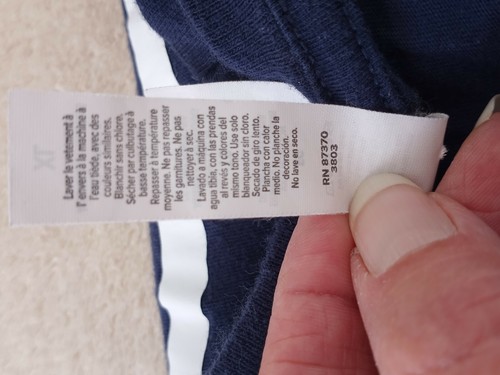 Laver le vetement à
l'envers à la machine à
l'eau tiède, avec des
couleurs similaires.
Blanchir sans chlore.
Sécher par culbutage à
basse température.
Repasser à température
moyenne. Ne pas repasser
les garnitures. Ne pas
nettoyer à sec.
Lavado a máquina con
agua tibia, con las prendas
al revés y colores del
mismo tono. Use solo
blanqueador sin cloro.
Secado de giro lento.
Plancha con calor
medio. No planche la
decoración.
No lave en seco.
RN 87370
3803